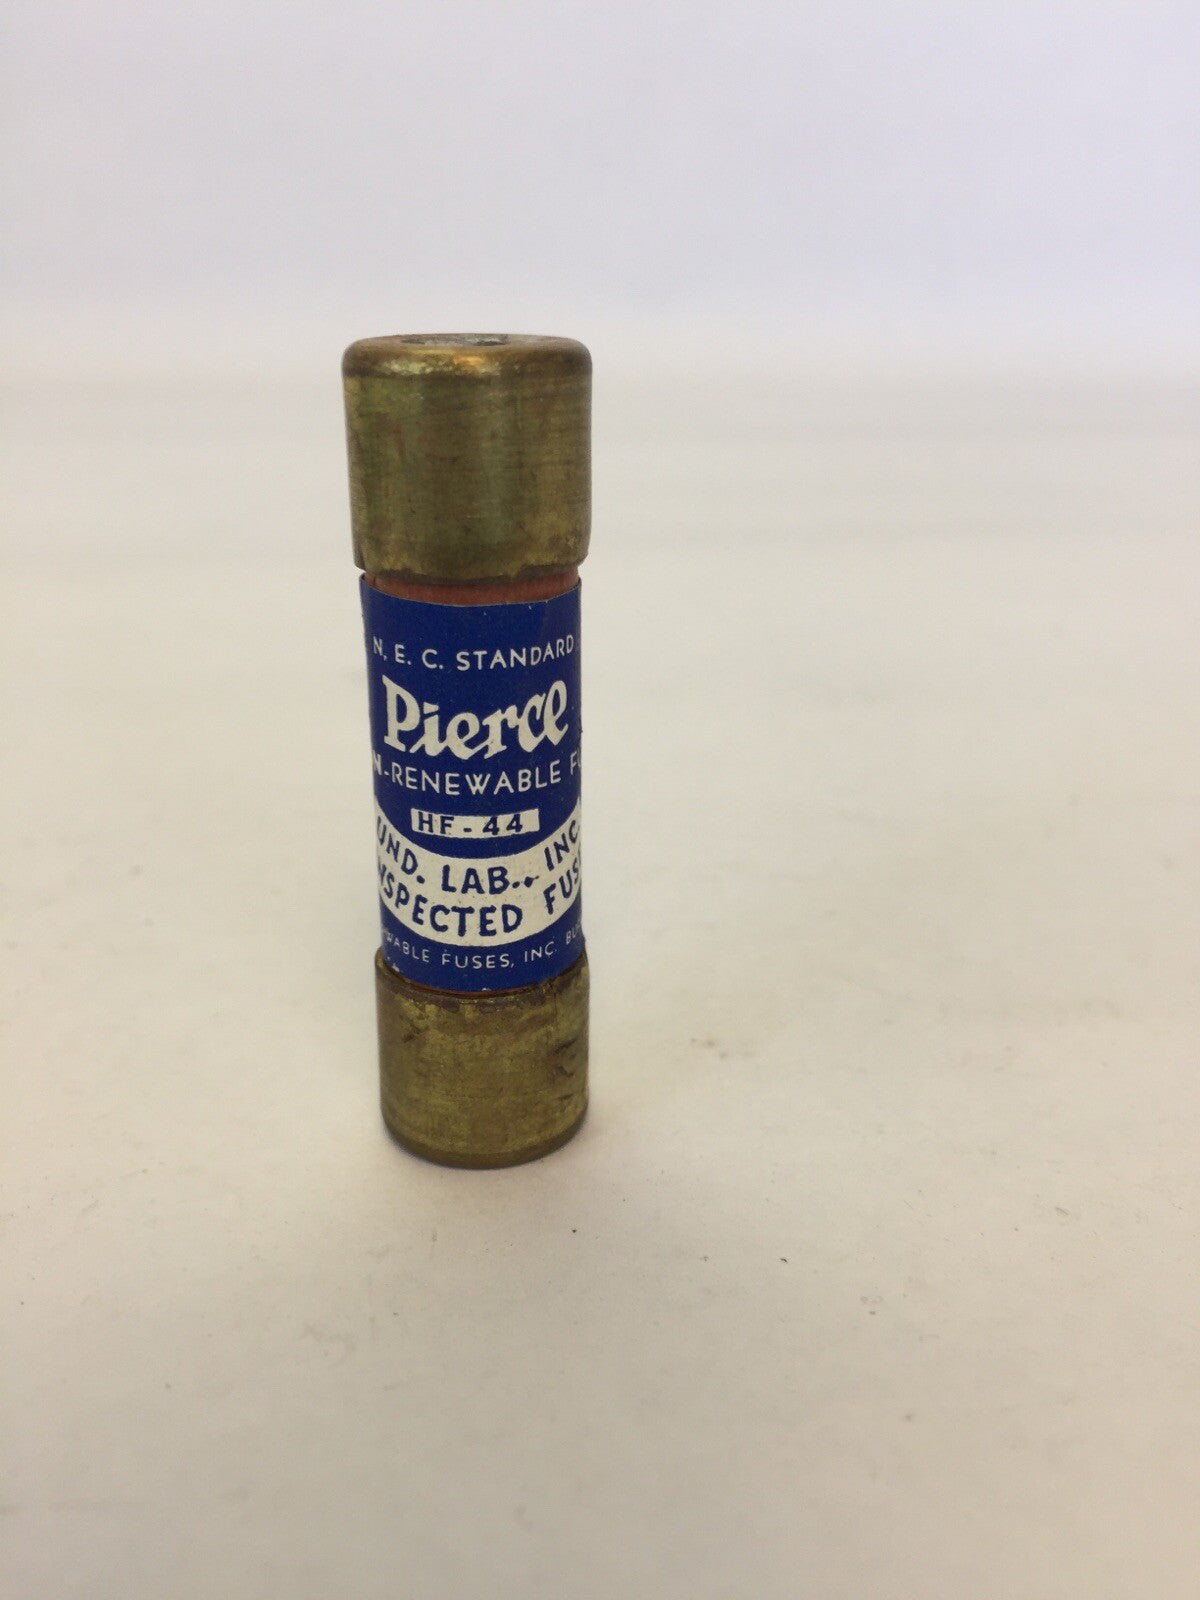 N. E. C. STANDARD
Pierce
N-RENEWABLE F
HF-44
UND. LAB., INC.
NSPECTED FUS
WABLE FUSES, INC. BU